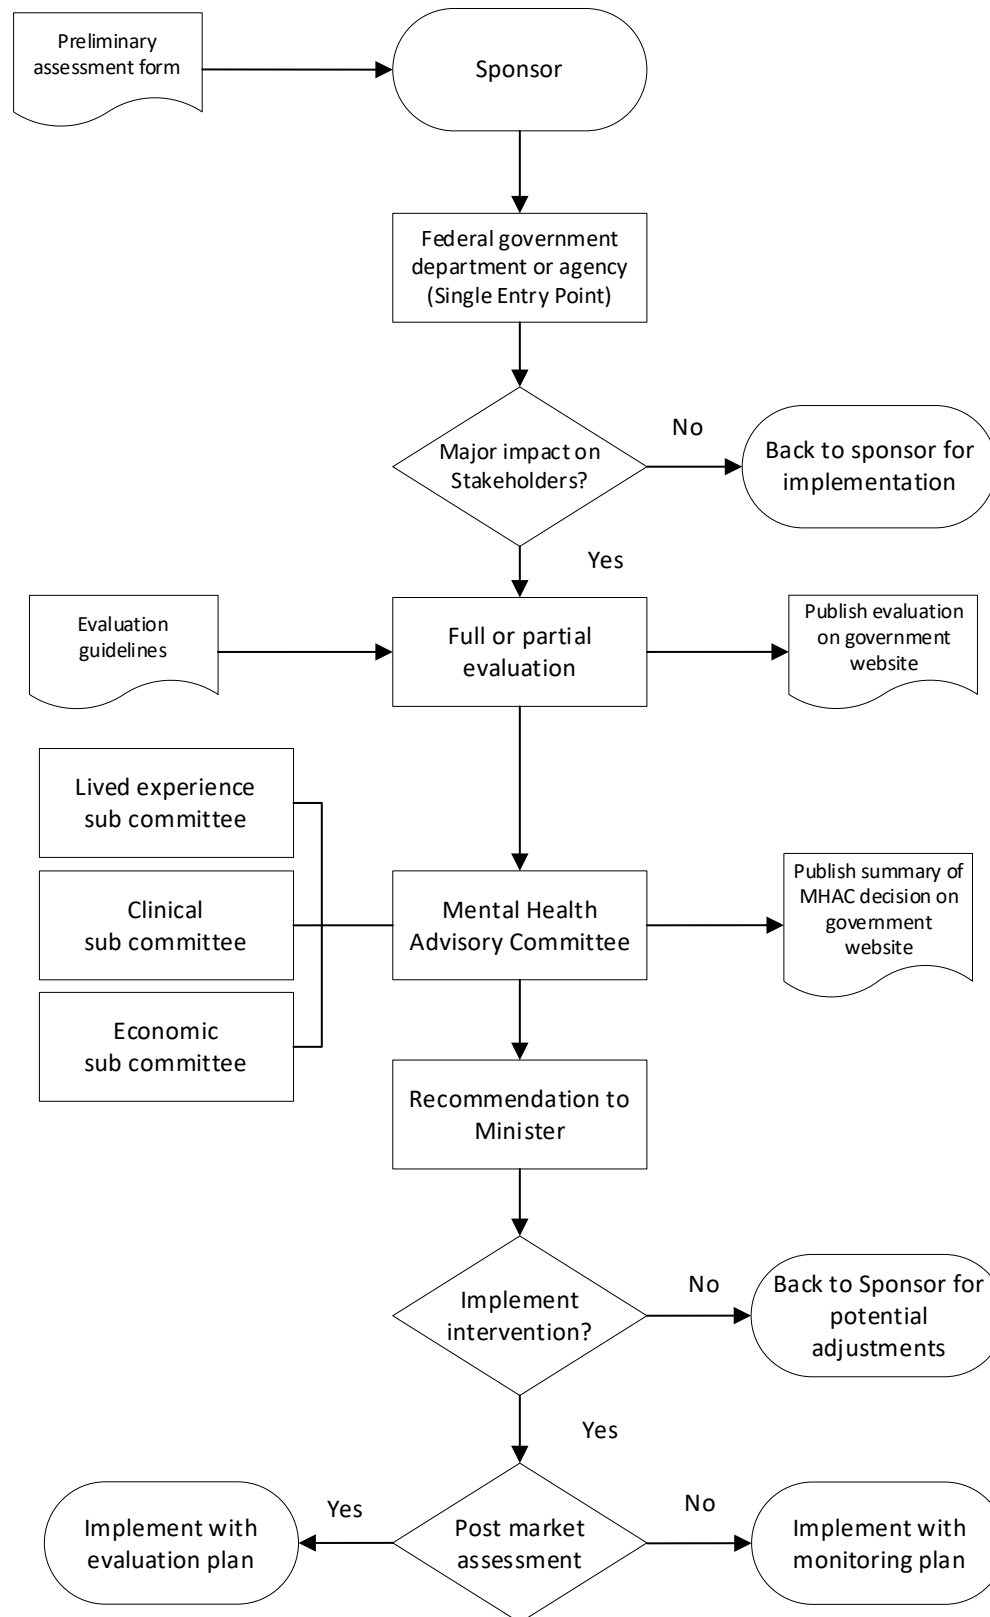 Preliminary
assessment form
Sponsor
Federal government
department or agency
(Single Entry Point)
Major impact on
Stakeholders?
No
Back to sponsor for
implementation
Yes
Evaluation
guidelines
Full or partial
evaluation
Publish evaluation
on government
website
Lived experience
sub committee
Clinical
sub committee
Economic
sub committee
Mental Health
Advisory Committee
Publish summary of
MHAC decision on
government
website
Recommendation to
Minister
Implement
intervention?
No
Back to Sponsor for
potential
adjustments
Yes
Post market
assessment
Yes
Implement with
evaluation plan
No
Implement with
monitoring plan